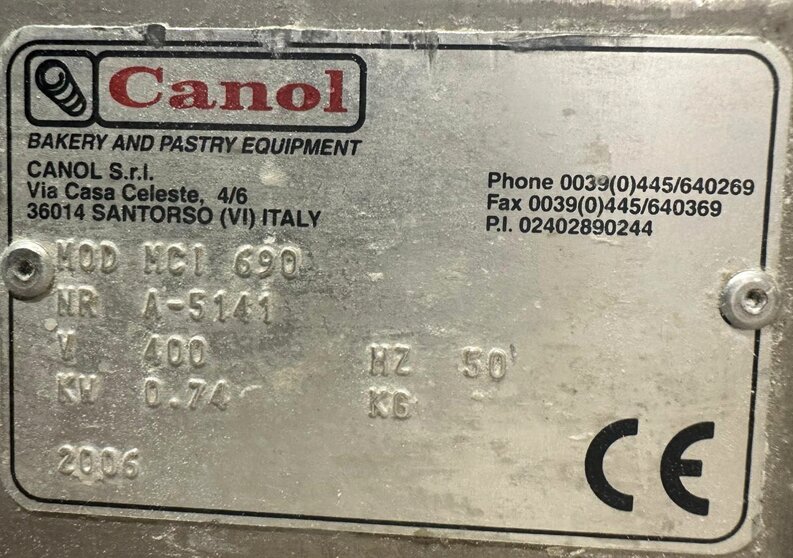 Canol
BAKERY AND PASTRY EQUIPMENT
CANOL S.r.l.
Via Casa Celeste, 4/6
36014 SANTORSO (VI) ITALY
Phone 0039(0)445/640269
Fax 0039(0)445/640369
P.I. 02402890244
MOD MCI 690
NR A-5141
V 400 HZ 50
KW 0.74 KG
2006
CE